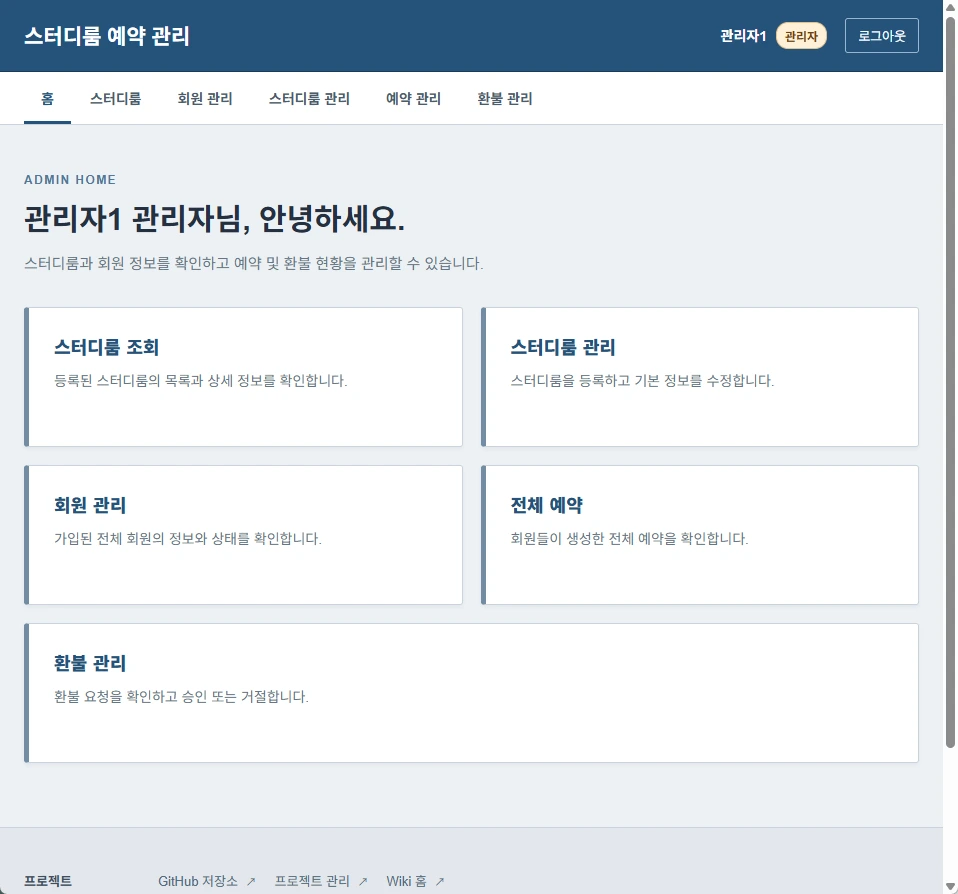 스터디룸 예약 관리
관리자1 관리자 로그아웃
홈 스터디룸 회원 관리 스터디룸 관리 예약 관리 환불 관리
ADMIN HOME
관리자1 관리자님, 안녕하세요.
스터디룸과 회원 정보를 확인하고 예약 및 환불 현황을 관리할 수 있습니다.
스터디룸 조회
등록된 스터디룸의 목록과 상세 정보를 확인합니다.
스터디룸 관리
스터디룸을 등록하고 기본 정보를 수정합니다.
회원 관리
가입된 전체 회원의 정보와 상태를 확인합니다.
전체 예약
회원들이 생성한 전체 예약을 확인합니다.
환불 관리
환불 요청을 확인하고 승인 또는 거절합니다.
프로젝트 GitHub 저장소 ↗ 프로젝트 관리 ↗ Wiki 홈 ↗